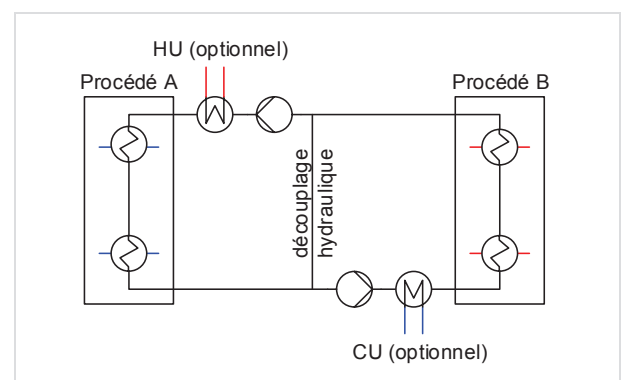 HU (optionnel)
Procédé A
Procédé B
découplage
hydraulique
CU (optionnel)